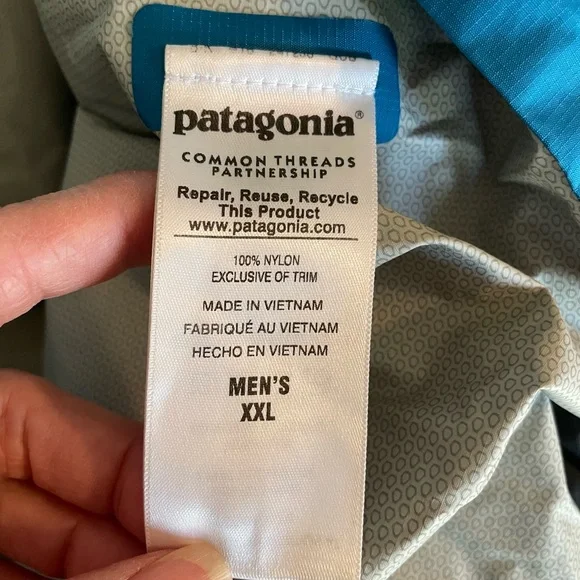 patagonia®
COMMON THREADS
PARTNERSHIP
Repair, Reuse, Recycle
This Product
www.patagonia.com
100% NYLON
EXCLUSIVE OF TRIM
MADE IN VIETNAM
FABRIQUÉ AU VIETNAM
HECHO EN VIETNAM
MEN'S
XXL